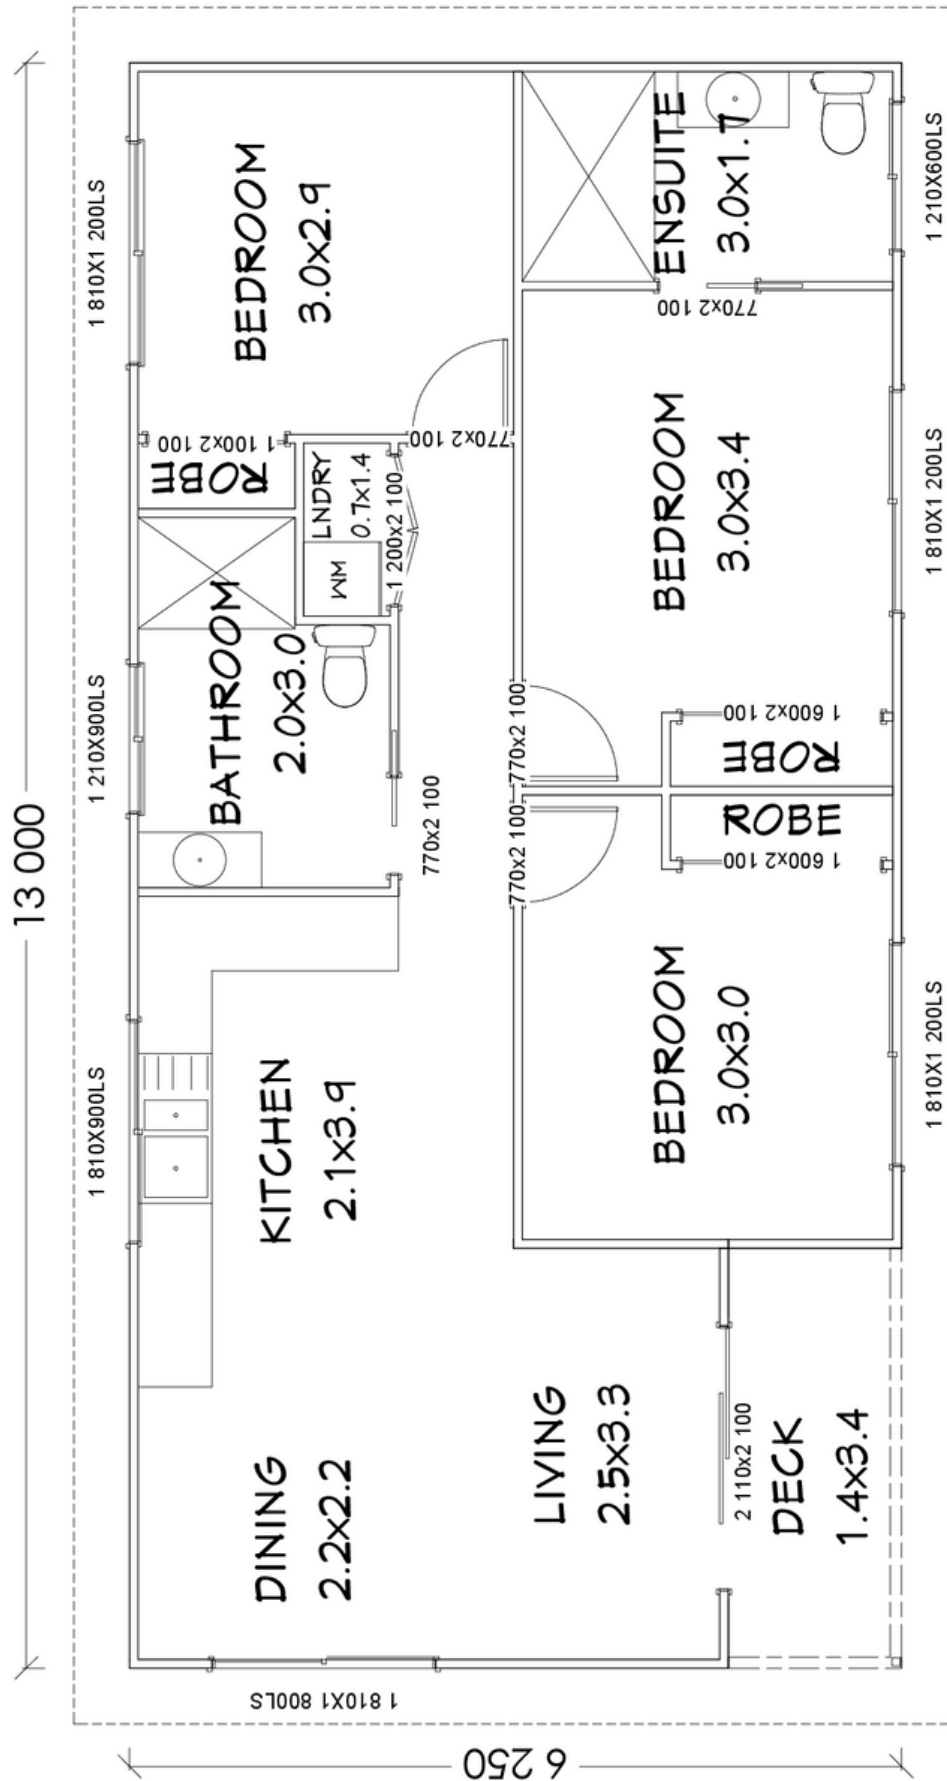 13 000
1 810X900LS
1 210X900LS
1 810X1 200LS
6 250
1 810X1 800LS
DINING
2.2x2.2
KITCHEN
2.1x3.9
BATHROOM
2.0x3.0
770x2 100
ROBE
1 100x2 100
LNDRY
0.7x1.4
WM
1 200x2 100
BEDROOM
3.0x2.9
770x2 100
LIVING
2.5x3.3
2 110x2 100
DECK
1.4x3.4
770x2 100
BEDROOM
3.0x3.0
ROBE
1 600x2 100
770x2 100
ROBE
1 600x2 100
BEDROOM
3.0x3.4
770x2 100
ENSUITE
3.0x1.7
1 810X1 200LS
1 810X1 200LS
1 210X600LS